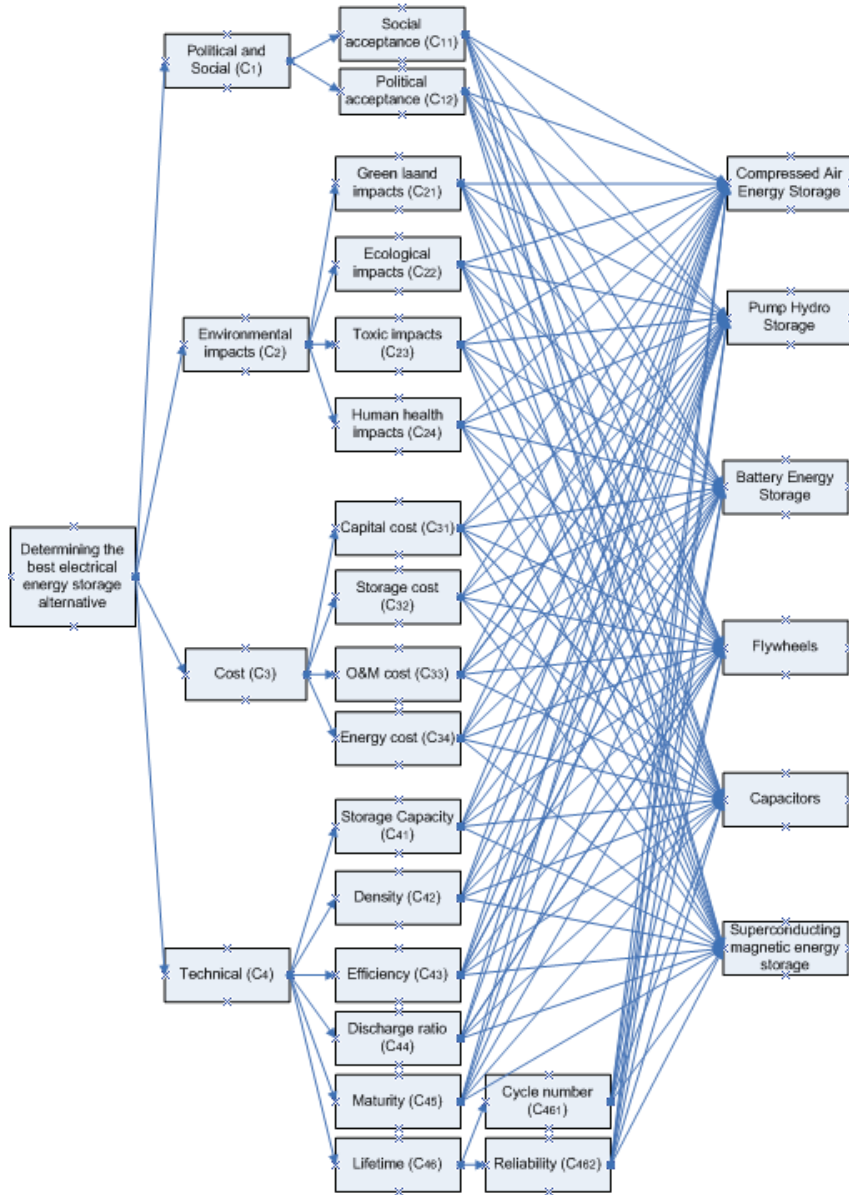 Determining the
best electrical
energy storage
alternative
Political and
Social (C1)
Environmental
impacts (C2)
Cost (C3)
Technical (C4)
Social
acceptance (C11)
Political
acceptance (C12)
Green laand
impacts (C21)
Ecological
impacts (C22)
Toxic impacts
(C23)
Human health
impacts (C24)
Capital cost (C31)
Storage cost
(C32)
O&M cost (C33)
Energy cost (C34)
Storage Capacity
(C41)
Density (C42)
Efficiency (C43)
Discharge ratio
(C44)
Maturity (C45)
Lifetime (C46)
Cycle number
(C461)
Reliability (C462)
Compressed Air
Energy Storage
Pump Hydro
Storage
Battery Energy
Storage
Flywheels
Capacitors
Superconducting
magnetic energy
storage